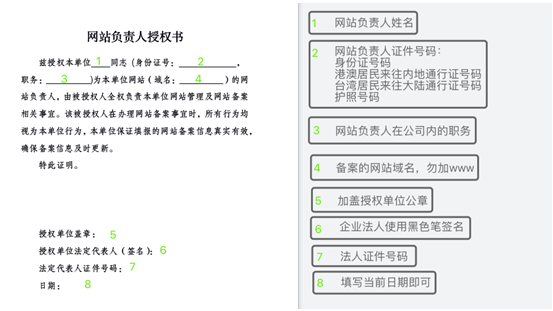 网站负责人授权书
兹授权本单位__1__同志（身份证号：____2____，
职务：____3____)为本单位网站（域名：____4____）的网
站负责人，由被授权人全权负责本单位网站管理及网站备案
相关事宜。该被授权人在办理网站备案事宜时，所有行为均
视为本单位行为，本单位保证填报的网站备案信息真实有效，
确保备案信息及时更新。
特此证明。
授权单位盖章： 5
授权单位法定代表人（签名）：6
法定代表人证件号码：7
日期： 8
1 网站负责人姓名
2 网站负责人证件号码：
身份证号码
港澳居民来往内地通行证号码
台湾居民来往大陆通行证号码
护照号码
3 网站负责人在公司内的职务
4 备案的网站域名，勿加www
5 加盖授权单位公章
6 企业法人使用黑色笔签名
7 法人证件号码
8 填写当前日期即可